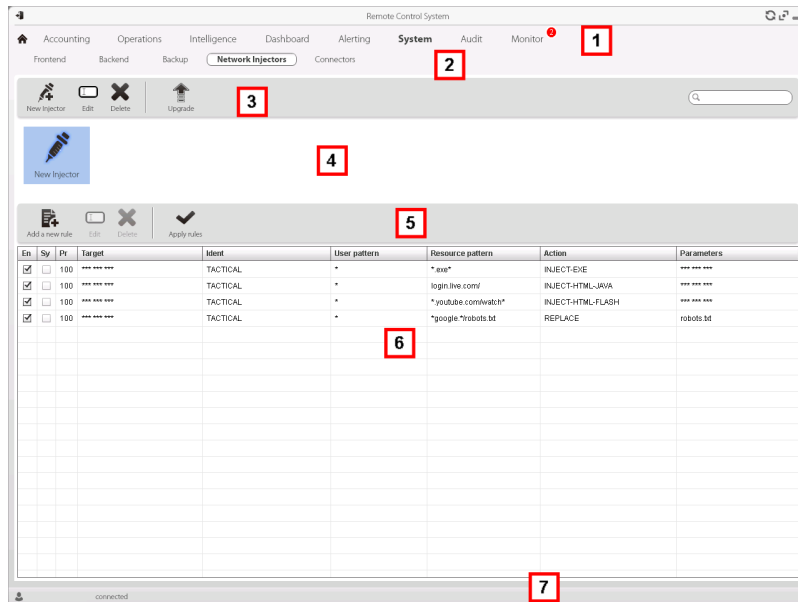 Remote Control System
Accounting Operations Intelligence Dashboard Alerting System Audit Monitor 2 1
Frontend Backend Backup Network Injectors Connectors 2
New Injector Edit Delete Upgrade 3
New Injector 4
Add a new rule Edit Delete Apply rules 5
En Sy Pr Target Ident User pattern Resource pattern Action Parameters
100 *** *** *** TACTICAL * *.exe* INJECT-EXE *** *** ***
100 *** *** *** TACTICAL * login.live.com/ INJECT-HTML-JAVA *** *** ***
100 *** *** *** TACTICAL * *.youtube.com/watch* INJECT-HTML-FLASH *** *** ***
100 *** *** *** TACTICAL * *google.*/robots.txt REPLACE robots.txt
6
7
connected